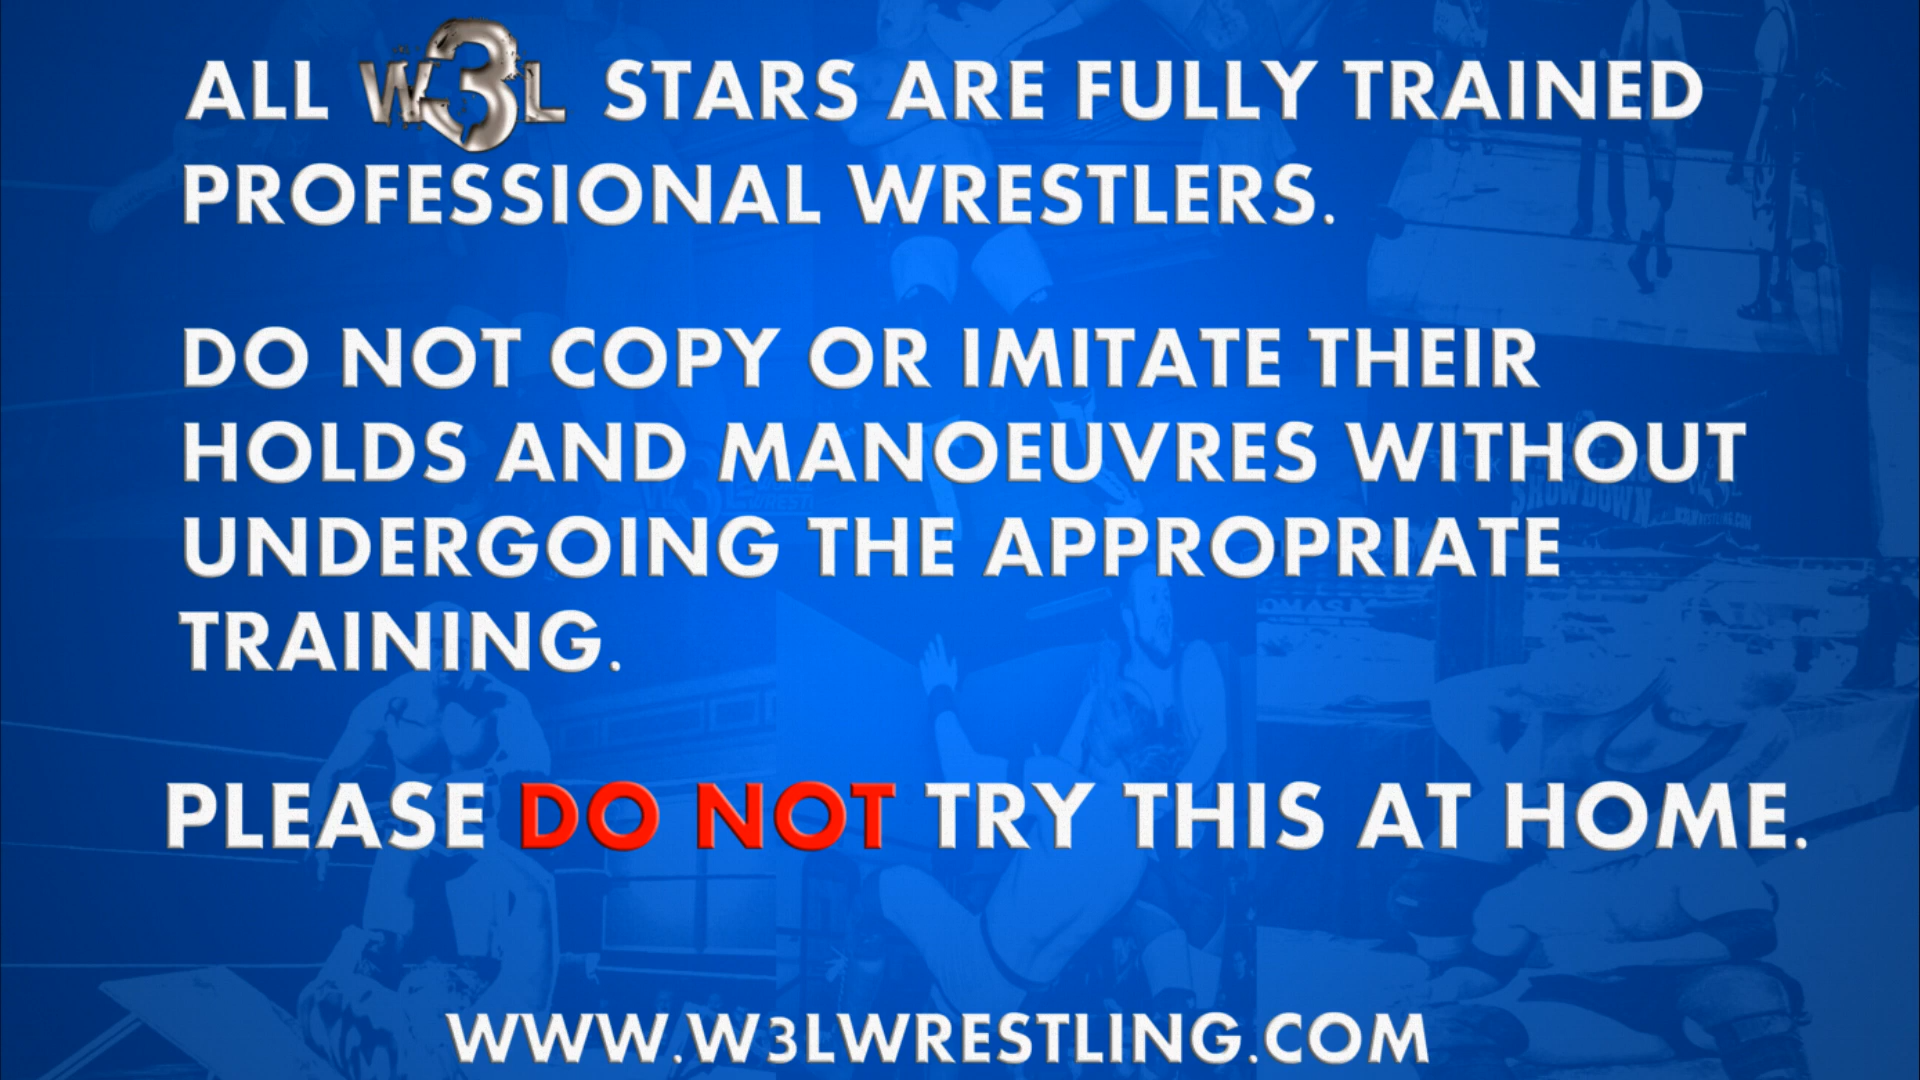 ALL W3L STARS ARE FULLY TRAINED
PROFESSIONAL WRESTLERS.
DO NOT COPY OR IMITATE THEIR
HOLDS AND MANOEUVRES WITHOUT
UNDERGOING THE APPROPRIATE
TRAINING.
PLEASE DO NOT TRY THIS AT HOME.
WWW.W3LWRESTLING.COM
SHOWDOWN